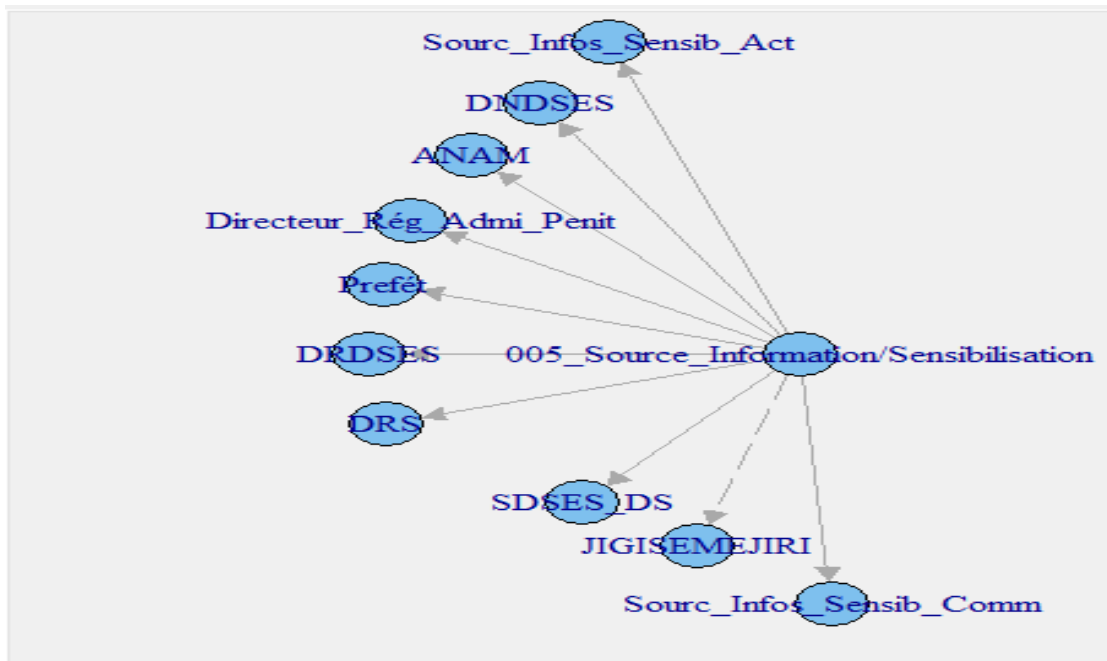 Sourc_Infos_Sensib_Act
DNDSES
ANAM
Directeur_Rég_Admi_Penit
Prefét
DRDSES
005_Source_Information/Sensibilisation
DRS
SDSES_DS
JIGISEMEJIRI
Sourc_Infos_Sensib_Comm